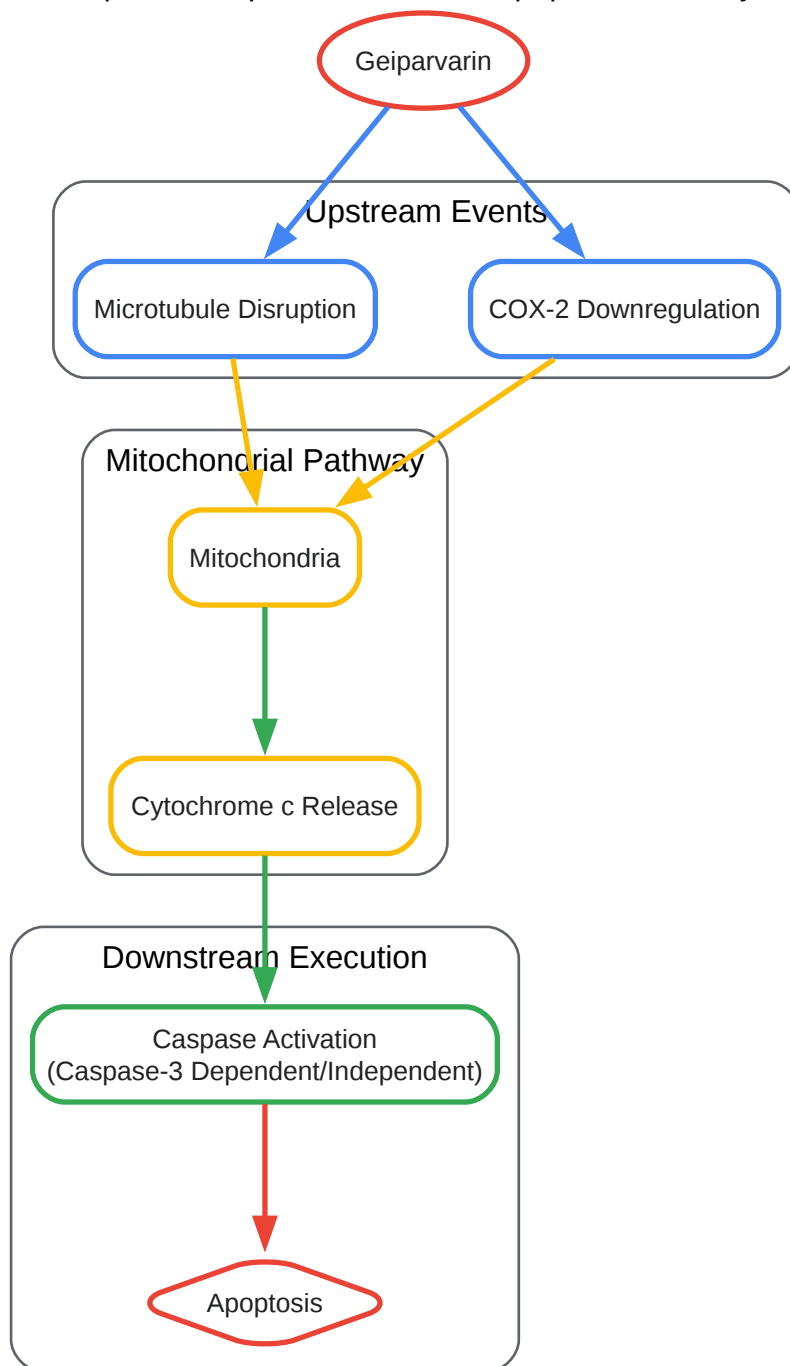 Geiparvarin
Upstream Events
Microtubule Disruption
COX-2 Downregulation
Mitochondrial Pathway
Mitochondria
Cytochrome c Release
Downstream Execution
Caspase Activation
(Caspase-3 Dependent/Independent)
Apoptosis